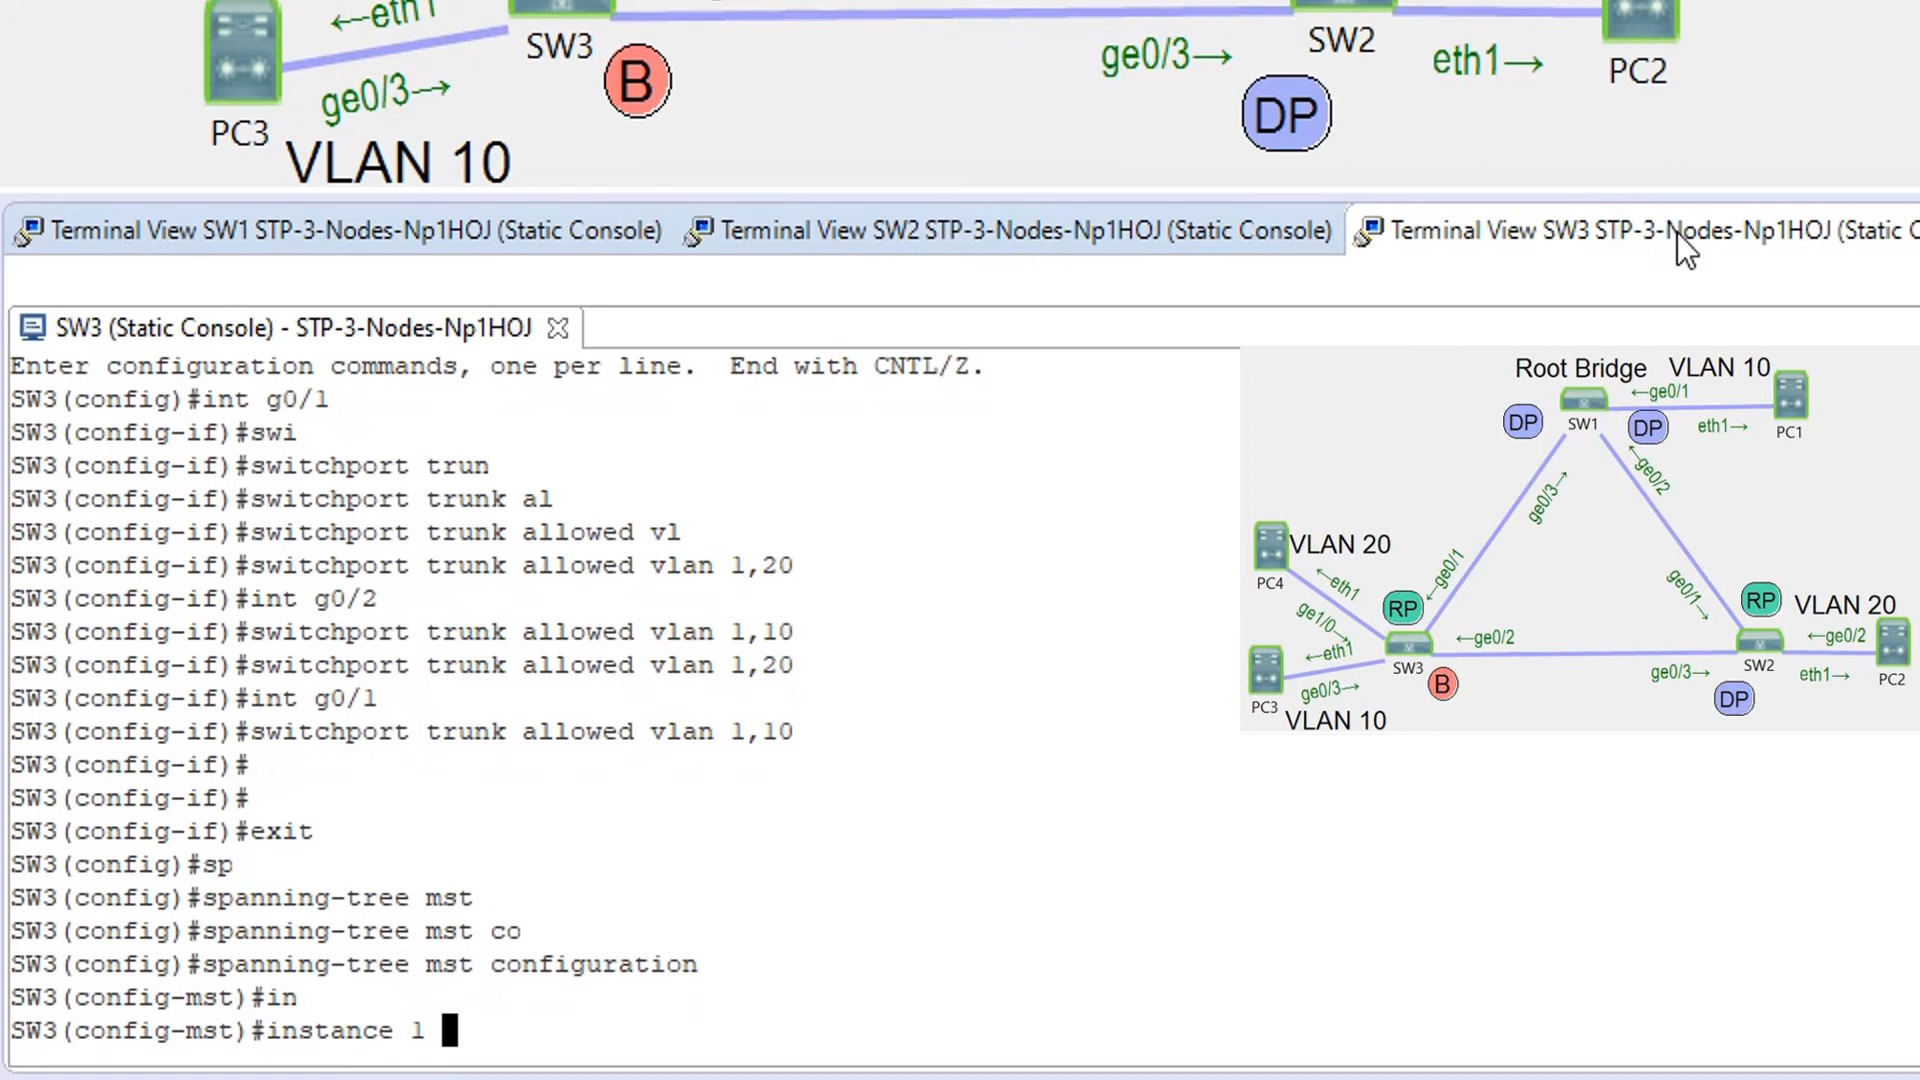 ←eth1
SW3
SW2
ge0/3→
eth1→
PC2
ge0/3→
B
DP
PC3
VLAN 10
Terminal View SW1 STP-3-Nodes-Np1HOJ (Static Console)
Terminal View SW2 STP-3-Nodes-Np1HOJ (Static Console)
Terminal View SW3 STP-3-Nodes-Np1HOJ (Static C
SW3 (Static Console) - STP-3-Nodes-Np1HOJ
Enter configuration commands, one per line.  End with CNTL/Z.
SW3(config)#int g0/1
SW3(config-if)#swi
SW3(config-if)#switchport trun
SW3(config-if)#switchport trunk al
SW3(config-if)#switchport trunk allowed vl
SW3(config-if)#switchport trunk allowed vlan 1,20
SW3(config-if)#int g0/2
SW3(config-if)#switchport trunk allowed vlan 1,10
SW3(config-if)#switchport trunk allowed vlan 1,20
SW3(config-if)#int g0/1
SW3(config-if)#switchport trunk allowed vlan 1,10
SW3(config-if)#
SW3(config-if)#
SW3(config-if)#exit
SW3(config)#sp
SW3(config)#spanning-tree mst
SW3(config)#spanning-tree mst co
SW3(config)#spanning-tree mst configuration
SW3(config-mst)#in
SW3(config-mst)#instance 1
Root Bridge
VLAN 10
←ge0/1
DP
SW1
DP
eth1→
PC1
←ge0/2
ge0/3→
VLAN 20
PC4
←eth1
←ge0/1
ge1/0→
RP
ge0/1→
RP
VLAN 20
←eth1
←ge0/2
←ge0/2
SW3
SW2
ge0/3→
eth1→
PC2
B
ge0/3→
DP
PC3
VLAN 10